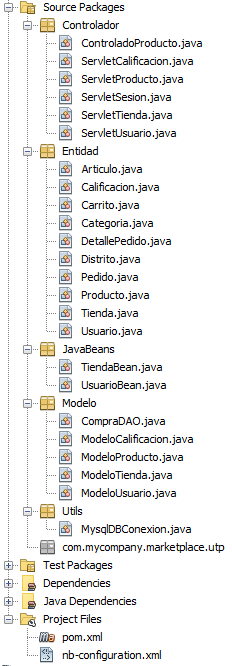 Source Packages
Controlador
ControladoProducto.java
ServletCalificacion.java
ServletProducto.java
ServletSesion.java
ServletTienda.java
ServletUsuario.java
Entidad
Articulo.java
Calificacion.java
Carrito.java
Categoria.java
DetallePedido.java
Distrito.java
Pedido.java
Producto.java
Tienda.java
Usuario.java
JavaBeans
TiendaBean.java
UsuarioBean.java
Modelo
CompraDAO.java
ModeloCalificacion.java
ModeloProducto.java
ModeloTienda.java
ModeloUsuario.java
Utils
MysqlDBConexion.java
com.mycompany.marketplace.utp
Test Packages
Dependencies
Java Dependencies
Project Files
pom.xml
nb-configuration.xml